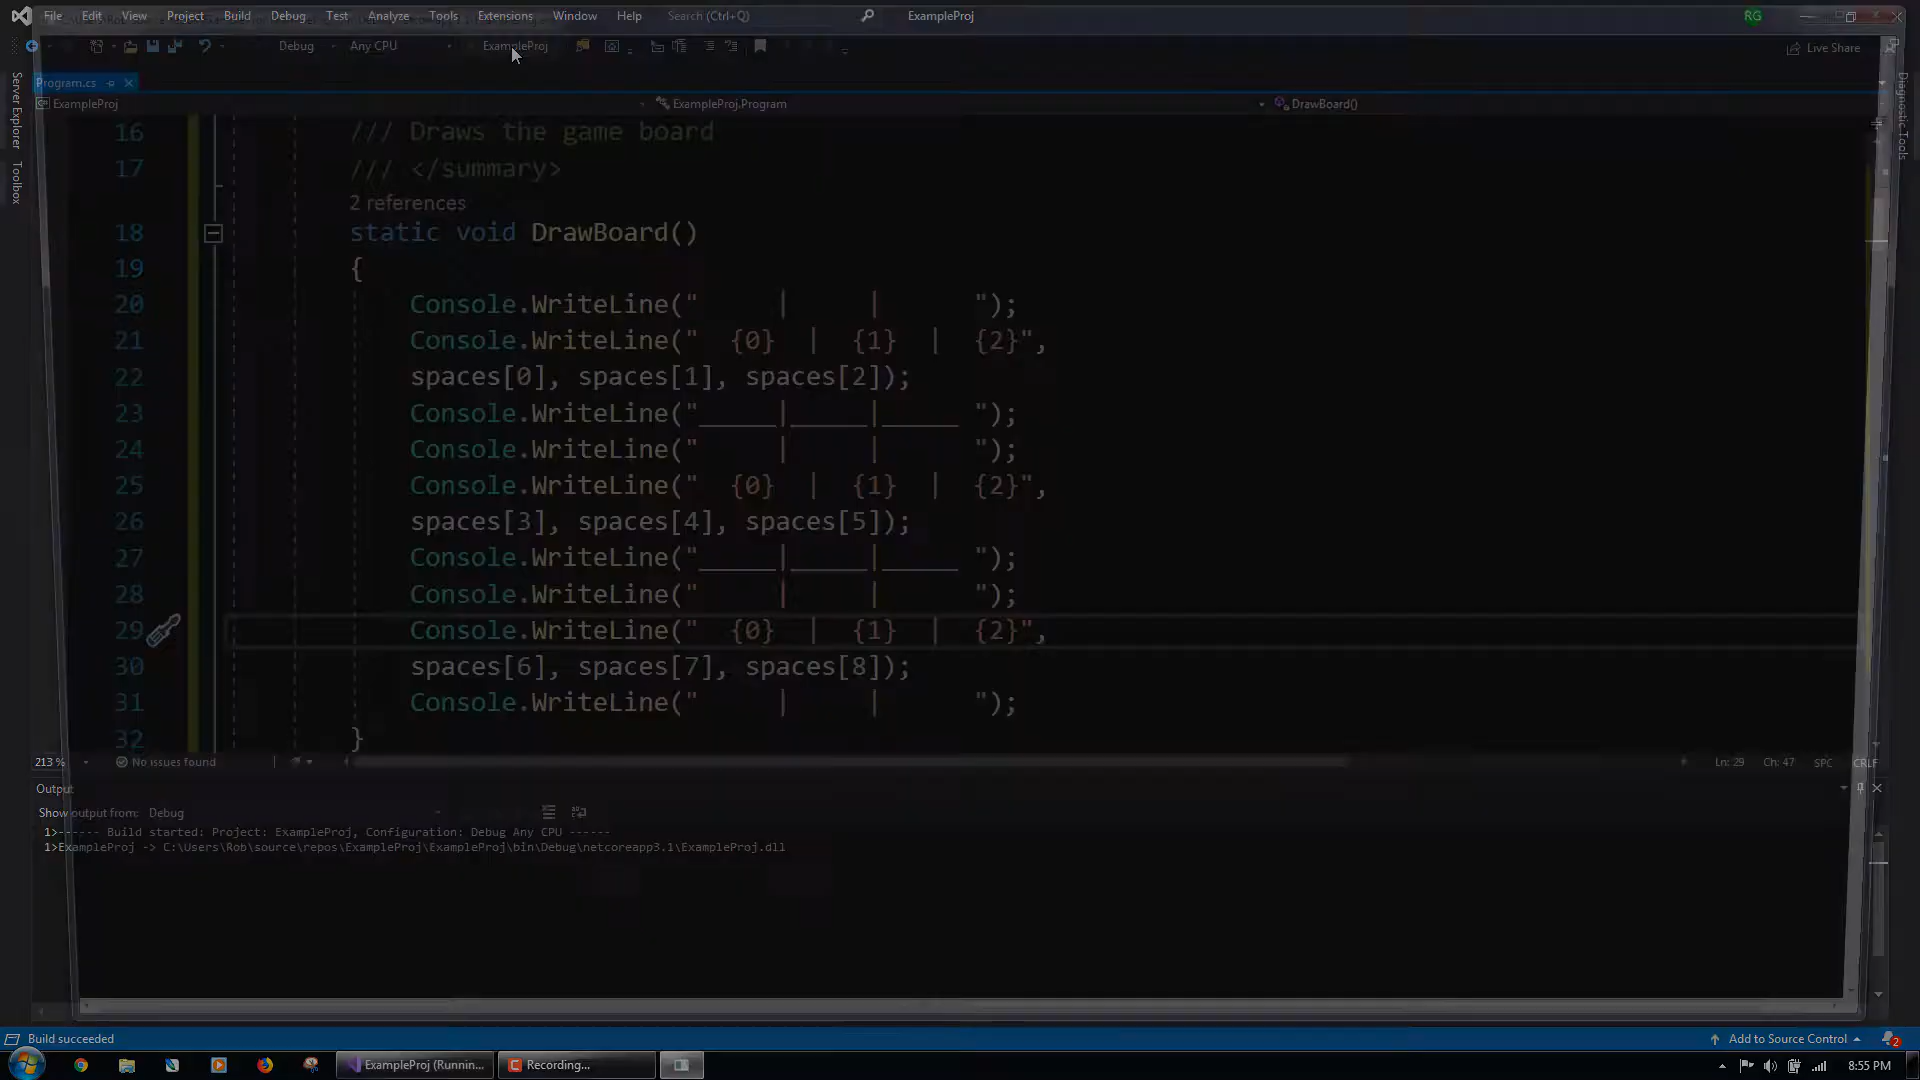 File Edit View Project Build Debug Test Analyze Tools Extensions Window Help Search (Ctrl+Q) ExampleProj RG
Debug Any CPU ExampleProj Live Share
Program.cs
ExampleProj ExampleProj.Program DrawBoard()
Server Explorer
Toolbox
Diagnostic Tools
16 /// Draws the game board
17 /// </summary>
2 references
18 static void DrawBoard()
19 {
20 Console.WriteLine("     |     |      ");
21 Console.WriteLine("  {0}  |  {1}  |  {2}",
22 spaces[0], spaces[1], spaces[2]);
23 Console.WriteLine("_____|_____|_____ ");
24 Console.WriteLine("     |     |      ");
25 Console.WriteLine("  {0}  |  {1}  |  {2}",
26 spaces[3], spaces[4], spaces[5]);
27 Console.WriteLine("_____|_____|_____ ");
28 Console.WriteLine("     |     |      ");
29 Console.WriteLine("  {0}  |  {1}  |  {2}",
30 spaces[6], spaces[7], spaces[8]);
31 Console.WriteLine("     |     |      ");
32 }
213 % No issues found Ln: 29 Ch: 47 SPC CRLF
Output
Show output from: Debug
1>------ Build started: Project: ExampleProj, Configuration: Debug Any CPU ------
1>ExampleProj -> C:\Users\Rob\source\repos\ExampleProj\ExampleProj\bin\Debug\netcoreapp3.1\ExampleProj.dll
Build succeeded Add to Source Control 2
ExampleProj (Runnin... Recording... 8:55 PM